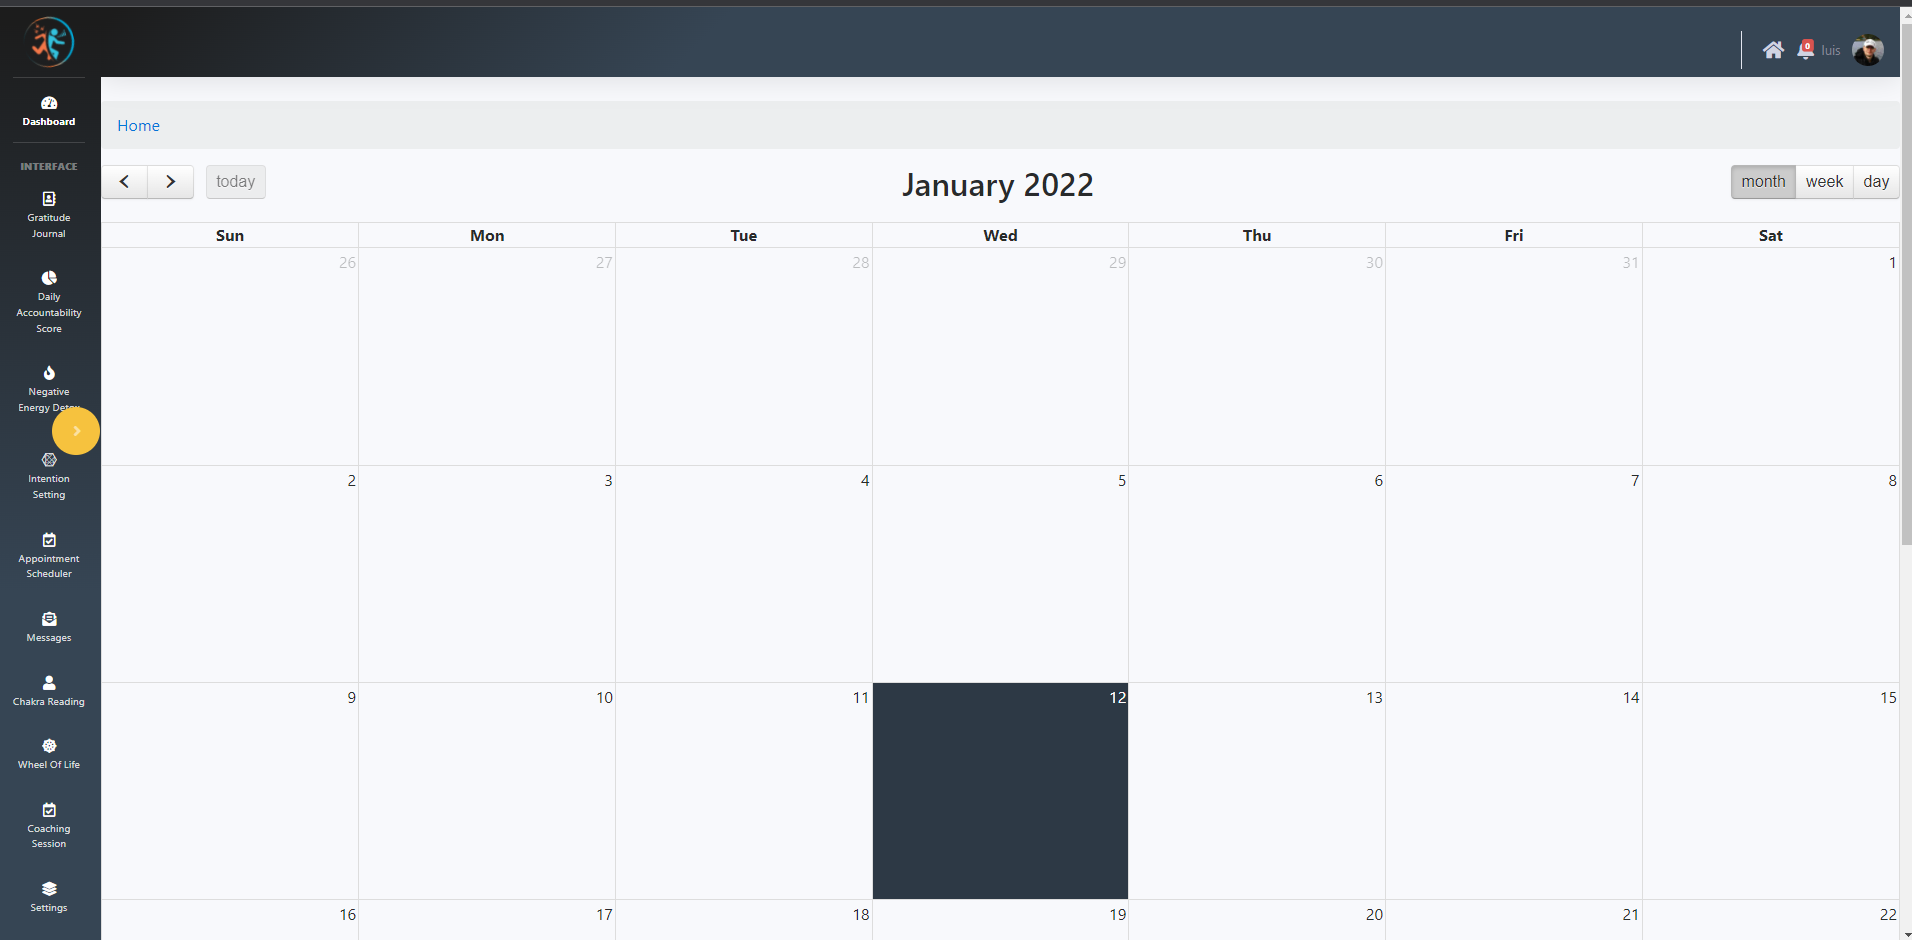 0
luis
Dashboard
INTERFACE
Gratitude
Journal
Daily
Accountability
Score
Negative
Energy Detox
Intention
Setting
Appointment
Scheduler
Messages
Chakra Reading
Wheel Of Life
Coaching
Session
Settings
Home
today
January 2022
month week day
Sun Mon Tue Wed Thu Fri Sat
26 27 28 29 30 31 1
2 3 4 5 6 7 8
9 10 11 12 13 14 15
16 17 18 19 20 21 22